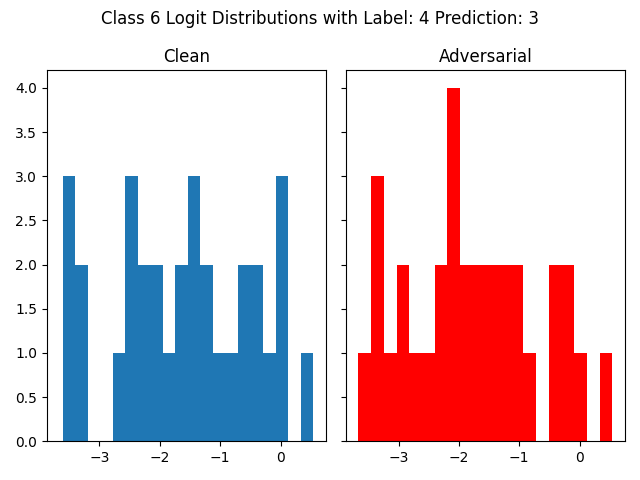 Class 6 Logit Distributions with Label: 4 Prediction: 3
Clean
Adversarial
4.0
3.5
3.0
2.5
2.0
1.5
1.0
0.5
0.0
−3 −2 −1 0
−3 −2 −1 0